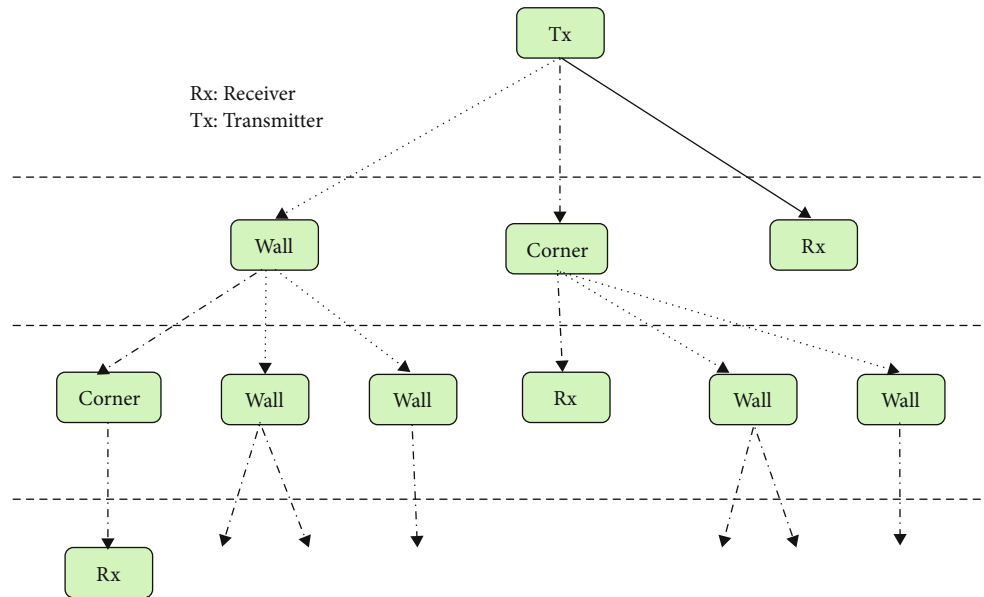 Tx
Rx: Receiver
Tx: Transmitter
Wall
Corner
Rx
Corner
Wall
Wall
Rx
Wall
Wall
Rx